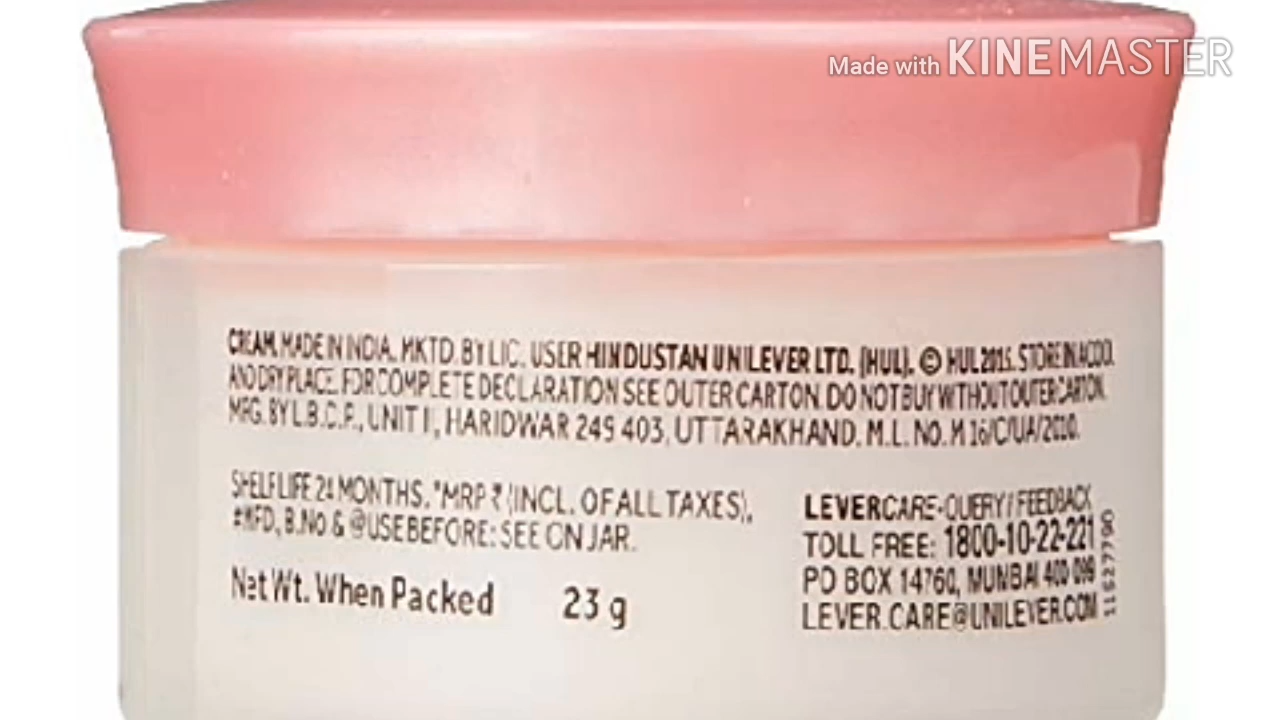 Made with KINEMASTER
CREAM. MADE IN INDIA. MKTD. BY LIC. USER HINDUSTAN UNILEVER LTD. (HUL). © HUL 2015. STORE IN A COOL
AND DRY PLACE. FOR COMPLETE DECLARATION SEE OUTER CARTON. DO NOT BUY WITHOUT OUTER CARTON.
MFG. BY L.B.C.P., UNIT II, HARIDWAR 249 403, UTTARAKHAND. M.L. NO. M 16/C/UA/2010.
SHELF LIFE 24 MONTHS. *MRP ₹ (INCL. OF ALL TAXES),
#MFD, B.No & @USE BEFORE: SEE ON JAR.
Net Wt. When Packed 23 g
LEVERCARE-QUERY / FEEDBACK
TOLL FREE: 1800-10-22-221
PO BOX 14760, MUMBAI 400 099
LEVER.CARE@UNILEVER.COM
11527790